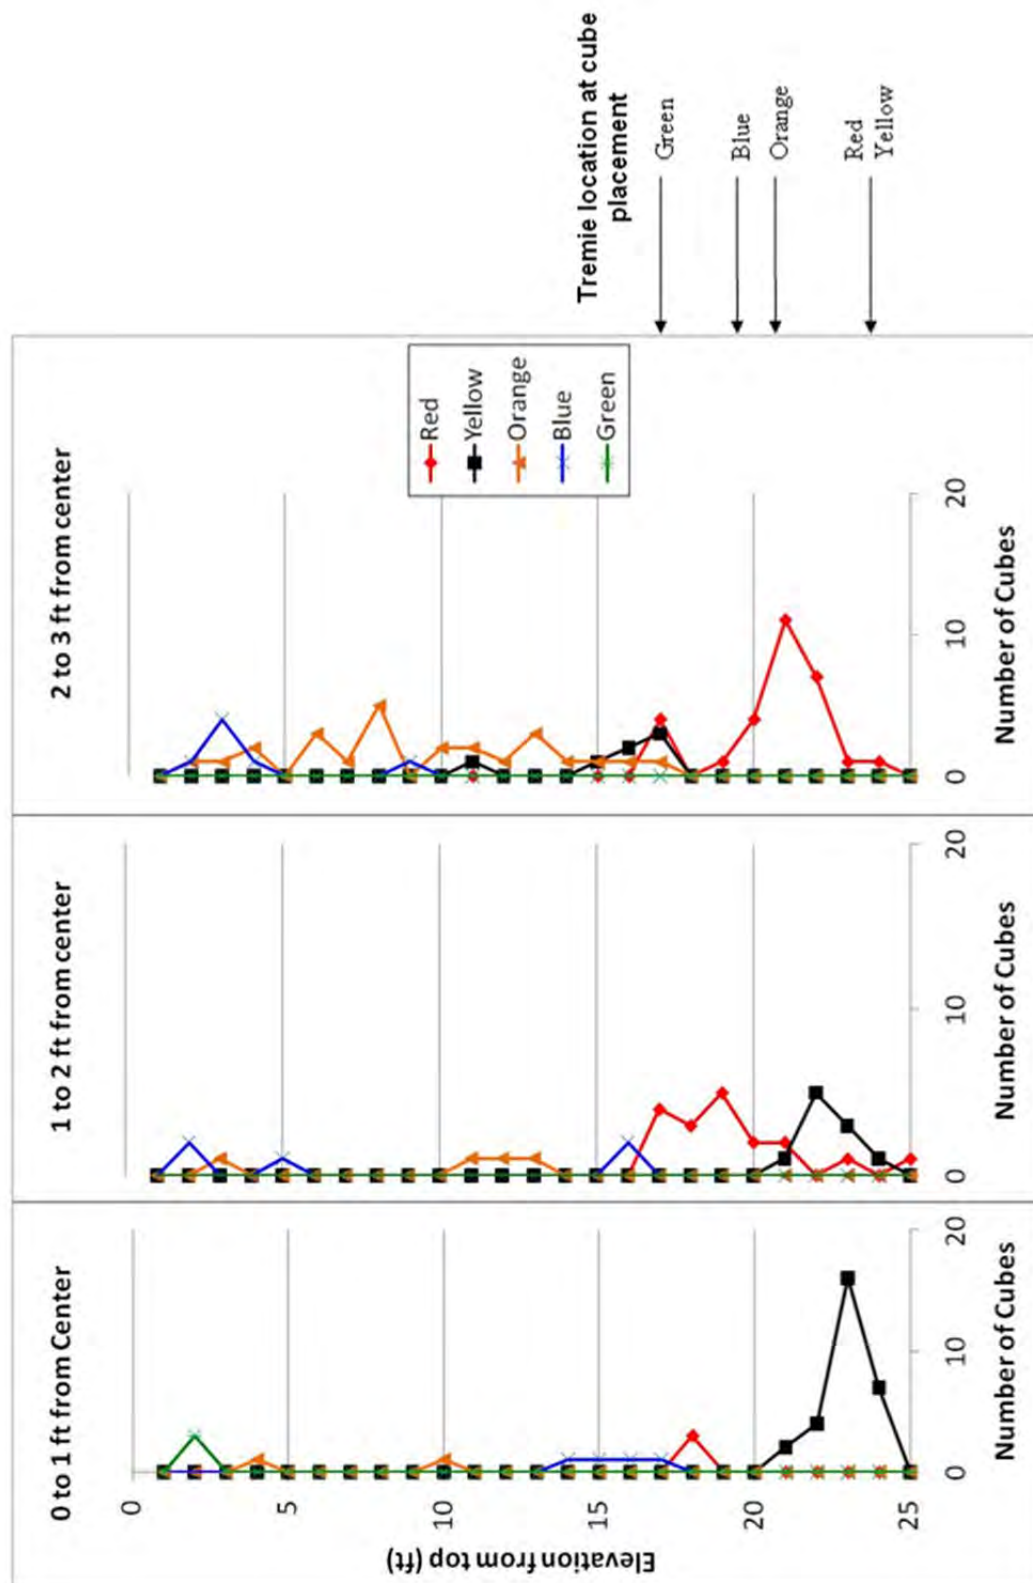 0 to 1 ft from Center
1 to 2 ft from center
2 to 3 ft from center
Elevation from top (ft)
0
5
10
15
20
25
0
10
20
Number of Cubes
0
10
20
Number of Cubes
0
10
20
Number of Cubes
Red
Yellow
Orange
Blue
Green
Tremie location at cube
placement
Green
Blue
Orange
Red
Yellow